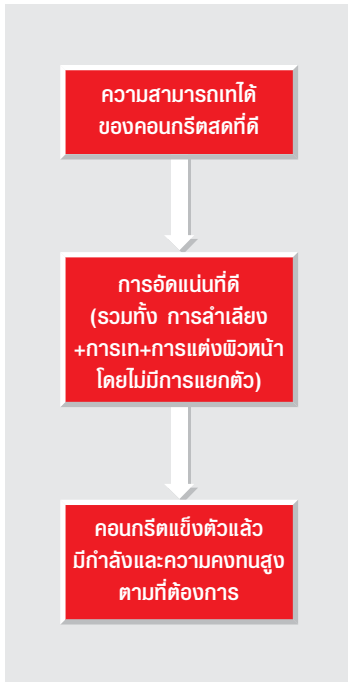 ความสามารถเทได้
ของคอนกรีตสดที่ดี
การอัดแน่นที่ดี
(รวมทั้ง การลำเลียง
+การเท+การแต่งผิวหน้า
โดยไม่มีการแยกตัว)
คอนกรีตแข็งตัวแล้ว
มีกำลังและความคงทนสูง
ตามที่ต้องการ